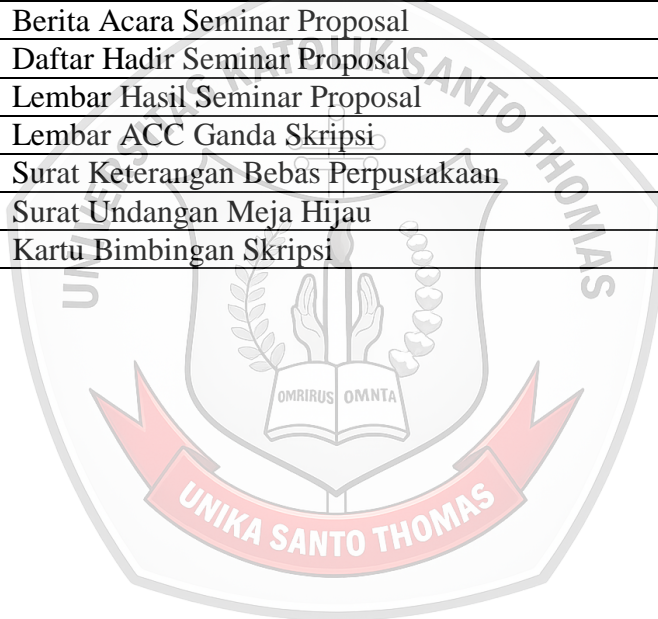 Berita Acara Seminar Proposal
Daftar Hadir Seminar Proposal
Lembar Hasil Seminar Proposal
Lembar ACC Ganda Skripsi
Surat Keterangan Bebas Perpustakaan
Surat Undangan Meja Hijau
Kartu Bimbingan Skripsi
UNIVERSITAS KATOLIK SANTO THOMAS
OMRIRUS OMNTA
UNIKA SANTO THOMAS